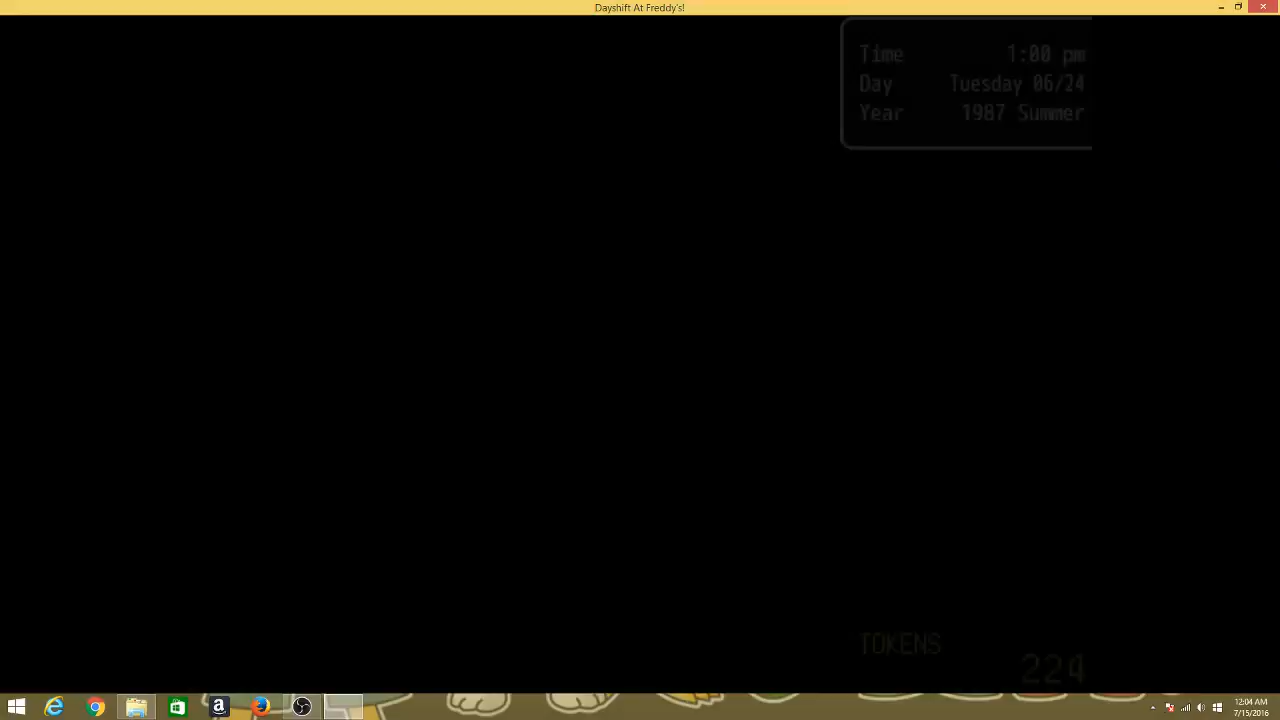 Dayshift At Freddy's!
Time 1:00 pm
Day Tuesday 06/24
Year 1987 Summer
TOKENS
224
12:04 AM
7/15/2016